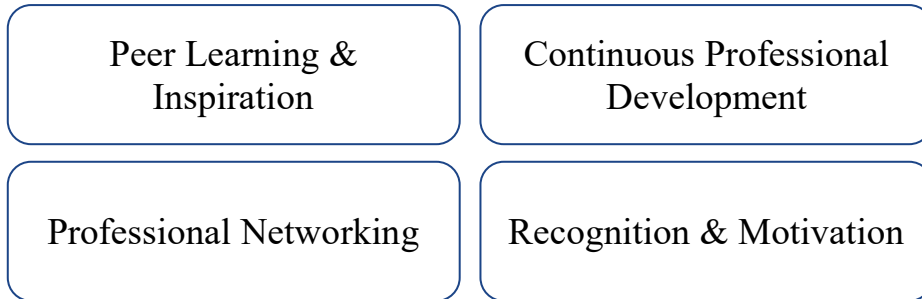 Peer Learning &
Inspiration
Continuous Professional
Development
Professional Networking
Recognition & Motivation